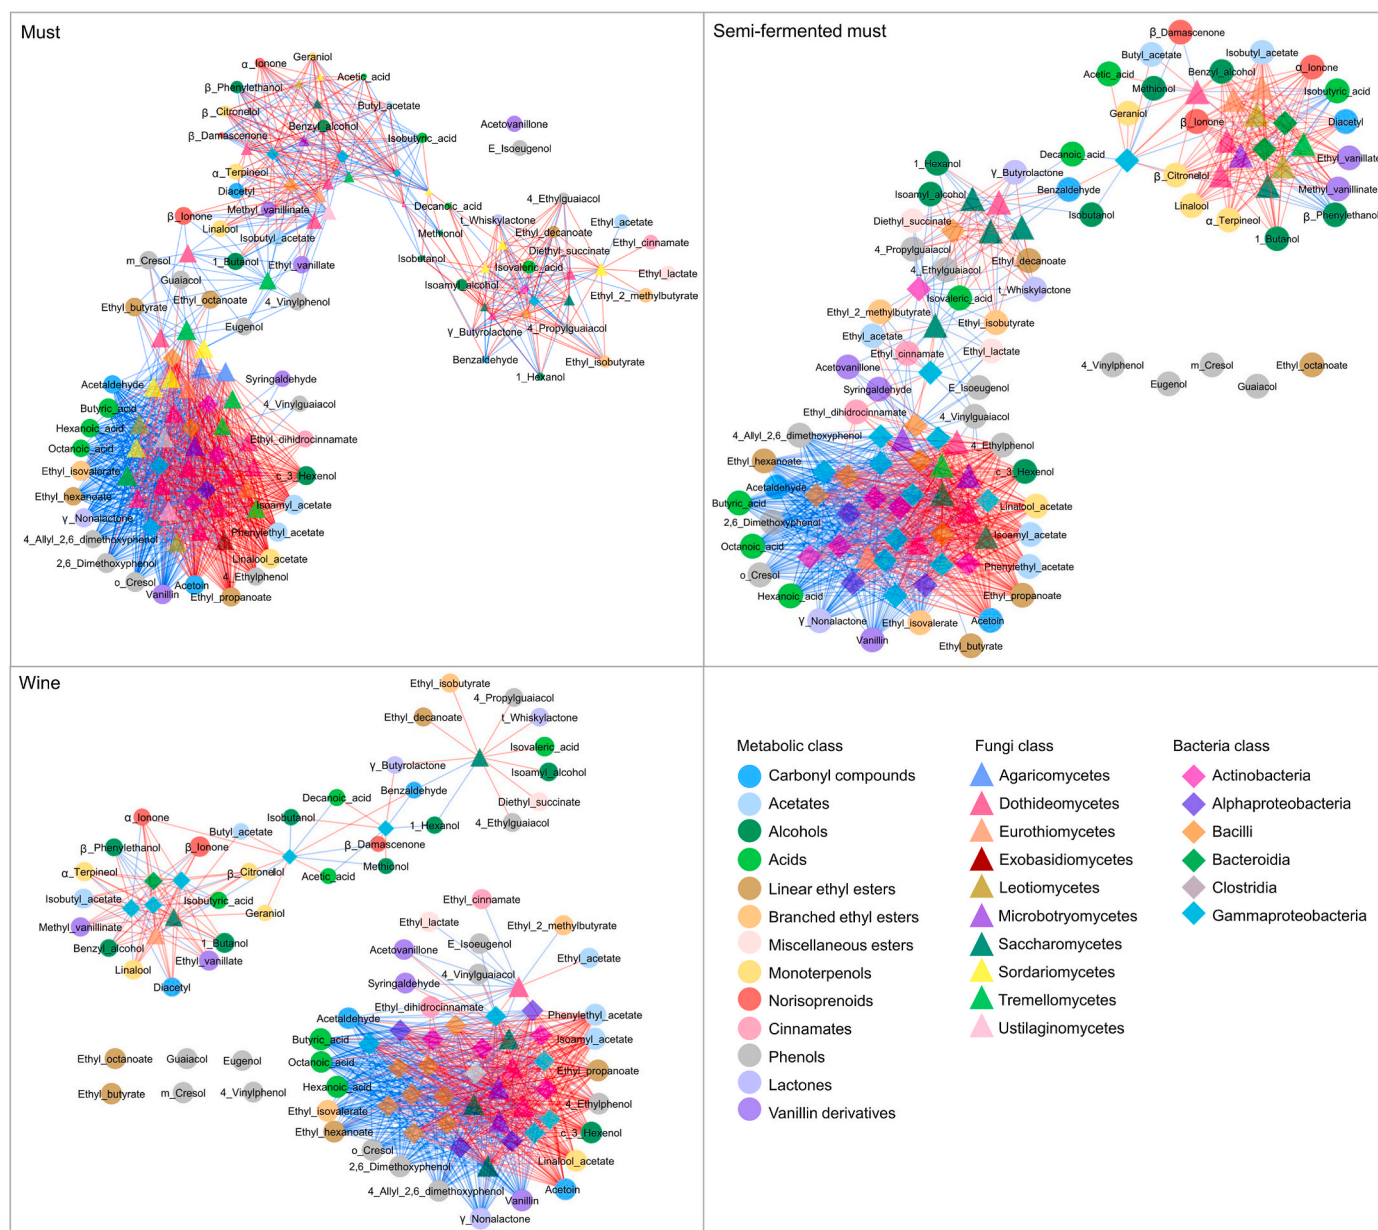 Must
Geraniol
α_Ionone
Acetic_acid
β_Phenylethanol
Butyl_acetate
β_Citronelol
Benzyl_alcohol
β_Damascenone
Isobutyric_acid
Acetovanillone
E_Isoeugenol
α_Terpineol
Diacetyl
Methyl_vanillinate
β_Ionone
Linalool
Isobutyl_acetate
Decanoic_acid
t_Whiskylactone
4_Ethylguaiacol
Ethyl_acetate
Ethyl_decanoate
Methionol
Diethyl_succinate
Ethyl_cinnamate
m_Cresol
1_Butanol
Ethyl_vanillate
Isobutanol
Isovaleric_acid
Ethyl_lactate
Guaiacol
Isoamyl_alcohol
Ethyl_2_methylbutyrate
Ethyl_butyrate
Ethyl_octanoate
4_Vinylphenol
Eugenol
γ_Butyrolactone
4_Propylguaiacol
Benzaldehyde
Ethyl_isobutyrate
1_Hexanol
Acetaldehyde
Syringaldehyde
Butyric_acid
4_Vinylguaiacol
Hexanoic_acid
Octanoic_acid
Ethyl_dihidrocinnamate
Ethyl_isovalerate
c_3_Hexenol
Ethyl_hexanoate
Isoamyl_acetate
γ_Nonalactone
4_Allyl_2,6_dimethoxyphenol
Phenylethyl_acetate
2,6_Dimethoxyphenol
Linalool_acetate
o_Cresol
4_Ethylphenol
Vanillin
Acetoin
Ethyl_propanoate
Semi-fermented must
β_Damascenone
Butyl_acetate
Isobutyl_acetate
Acetic_acid
Benzyl_alcohol
α_Ionone
Methionol
Isobutyric_acid
Geraniol
β_Ionone
Diacetyl
Decanoic_acid
1_Hexanol
γ_Butyrolactone
Ethyl_vanillate
β_Citronelol
Isoamyl_alcohol
Benzaldehyde
Methyl_vanillinate
Linalool
Diethyl_succinate
Isobutanol
α_Terpineol
β_Phenylethanol
4_Propylguaiacol
1_Butanol
4_Ethylguaiacol
Ethyl_decanoate
t_Whiskylactone
Isovaleric_acid
Ethyl_2_methylbutyrate
Ethyl_isobutyrate
Ethyl_acetate
Ethyl_cinnamate
Ethyl_lactate
Acetovanillone
4_Vinylphenol
m_Cresol
Ethyl_octanoate
Eugenol
Guaiacol
Syringaldehyde
E_Isoeugenol
Ethyl_dihidrocinnamate
4_Vinylguaiacol
4_Allyl_2,6_dimethoxyphenol
4_Ethylphenol
Ethyl_hexanoate
c_3_Hexenol
Acetaldehyde
Butyric_acid
Linalool_acetate
2,6_Dimethoxyphenol
Isoamyl_acetate
Octanoic_acid
Phenylethyl_acetate
o_Cresol
Hexanoic_acid
Ethyl_propanoate
γ_Nonalactone
Ethyl_isovalerate
Acetoin
Vanillin
Ethyl_butyrate
Wine
Ethyl_isobutyrate
4_Propylguaiacol
Ethyl_decanoate
t_Whiskylactone
Isovaleric_acid
γ_Butyrolactone
Isoamyl_alcohol
Benzaldehyde
Decanoic_acid
Diethyl_succinate
Isobutanol
α_Ionone
Butyl_acetate
1_Hexanol
4_Ethylguaiacol
β_Phenylethanol
β_Ionone
β_Damascenone
Methionol
α_Terpineol
β_Citronelol
Acetic_acid
Isobutyl_acetate
Isobutyric_acid
Geraniol
Ethyl_cinnamate
Methyl_vanillinate
Ethyl_lactate
Ethyl_2_methylbutyrate
Benzyl_alcohol
1_Butanol
Acetovanillone
E_Isoeugenol
Ethyl_vanillate
Ethyl_acetate
Linalool
4_Vinylguaiacol
Diacetyl
Syringaldehyde
Ethyl_dihidrocinnamate
Phenylethyl_acetate
Acetaldehyde
Butyric_acid
Isoamyl_acetate
Ethyl_octanoate
Guaiacol
Eugenol
Octanoic_acid
Ethyl_propanoate
Hexanoic_acid
Ethyl_butyrate
m_Cresol
4_Vinylphenol
Ethyl_isovalerate
4_Ethylphenol
Ethyl_hexanoate
c_3_Hexenol
o_Cresol
2,6_Dimethoxyphenol
Linalool_acetate
4_Allyl_2,6_dimethoxyphenol
Acetoin
Vanillin
γ_Nonalactone
Metabolic class
Carbonyl compounds
Acetates
Alcohols
Acids
Linear ethyl esters
Branched ethyl esters
Miscellaneous esters
Monoterpenols
Norisoprenoids
Cinnamates
Phenols
Lactones
Vanillin derivatives
Fungi class
Agaricomycetes
Dothideomycetes
Eurothiomycetes
Exobasidiomycetes
Leotiomycetes
Microbotryomycetes
Saccharomycetes
Sordariomycetes
Tremellomycetes
Ustilaginomycetes
Bacteria class
Actinobacteria
Alphaproteobacteria
Bacilli
Bacteroidia
Clostridia
Gammaproteobacteria